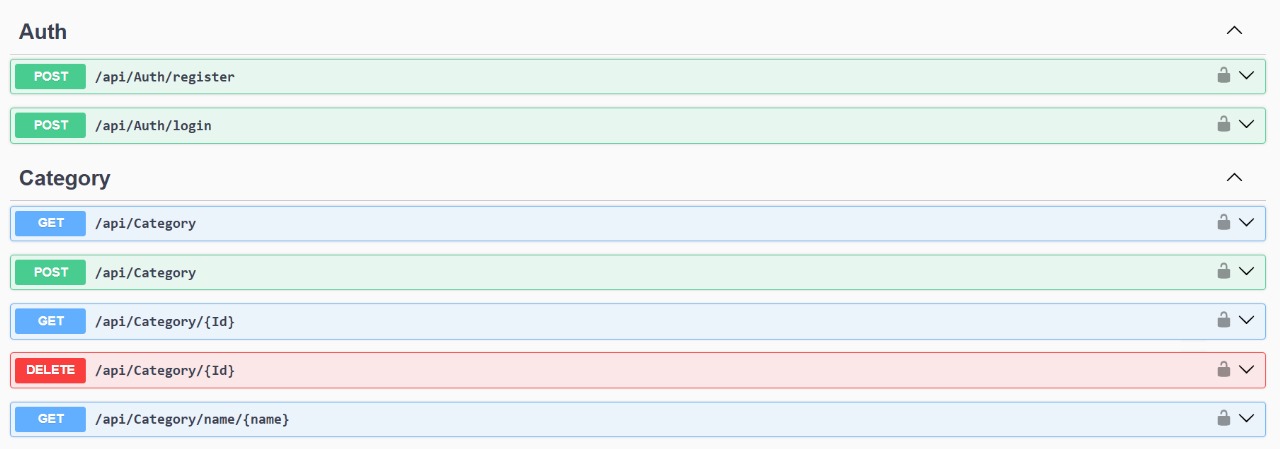 Auth
POST /api/Auth/register
POST /api/Auth/login
Category
GET /api/Category
POST /api/Category
GET /api/Category/{Id}
DELETE /api/Category/{Id}
GET /api/Category/name/{name}